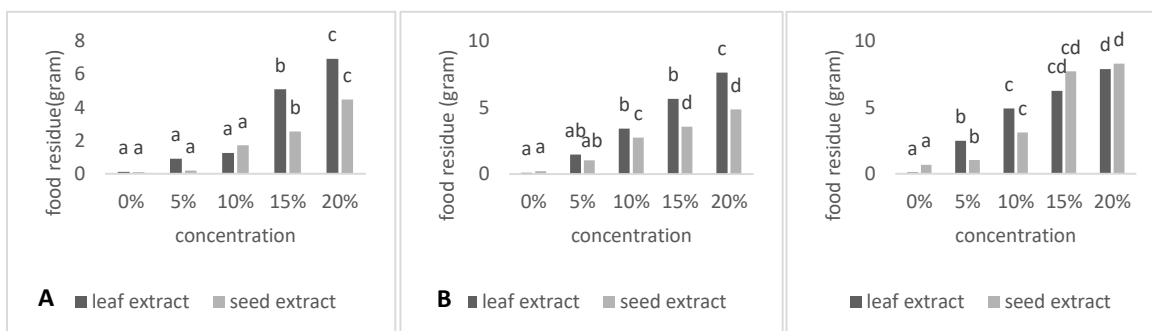 food residue(gram)
8
6
4
2
0
a a
a a
a a
b b
c c
0% 5% 10% 15% 20%
concentration
A leaf extract seed extract
food residue (gram)
10
5
0
a a
ab ab
b c
b d
c d
0% 5% 10% 15% 20%
concentration
B leaf extract seed extract
food residue (gram)
10
5
0
a a
b b
c c
cd cd
d d
0% 5% 10% 15% 20%
concentration
leaf extract seed extract